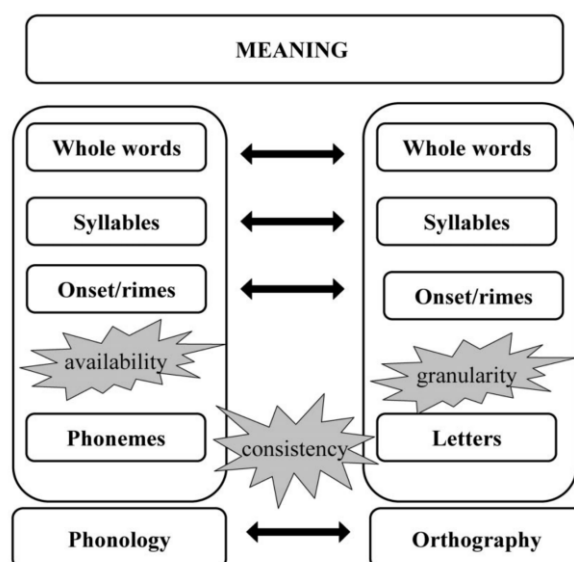 MEANING
Whole words
Whole words
Syllables
Syllables
Onset/rimes
Onset/rimes
availability
granularity
Phonemes
consistency
Letters
Phonology
Orthography